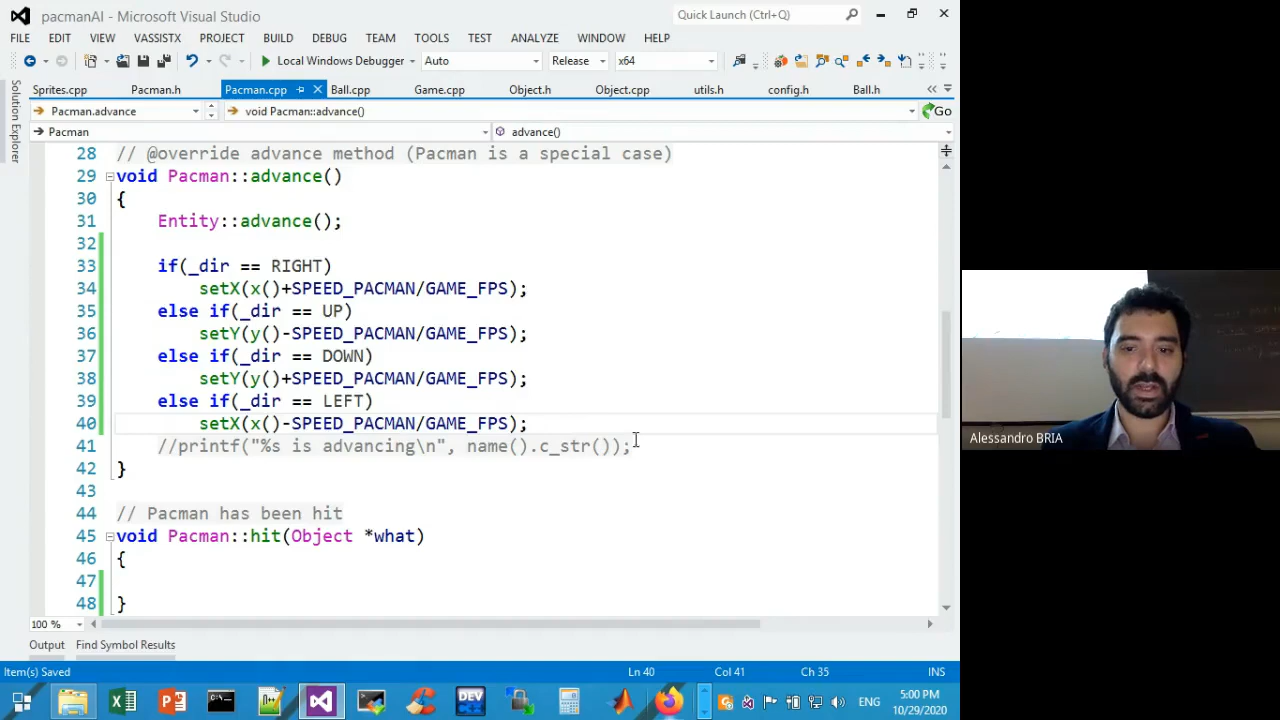 pacmanAI - Microsoft Visual Studio
Quick Launch (Ctrl+Q)
FILE EDIT VIEW VASSISTX PROJECT BUILD DEBUG TEAM TOOLS TEST ANALYZE WINDOW HELP
Local Windows Debugger Auto Release x64
Sprites.cpp Pacman.h Pacman.cpp Ball.cpp Game.cpp Object.h Object.cpp utils.h config.h Ball.h
Pacman.advance void Pacman::advance() Go
Pacman advance()
Solution Explorer
28 // @override advance method (Pacman is a special case)
29 void Pacman::advance()
30 {
31 Entity::advance();
32
33 if(_dir == RIGHT)
34 setX(x()+SPEED_PACMAN/GAME_FPS);
35 else if(_dir == UP)
36 setY(y()-SPEED_PACMAN/GAME_FPS);
37 else if(_dir == DOWN)
38 setY(y()+SPEED_PACMAN/GAME_FPS);
39 else if(_dir == LEFT)
40 setX(x()-SPEED_PACMAN/GAME_FPS);
41 //printf("%s is advancing\n", name().c_str());
42 }
43
44 // Pacman has been hit
45 void Pacman::hit(Object *what)
46 {
47
48 }
100 %
Output Find Symbol Results
Item(s) Saved Ln 40 Col 41 Ch 35 INS
DEV
ENG
5:00 PM
10/29/2020
Alessandro BRIA